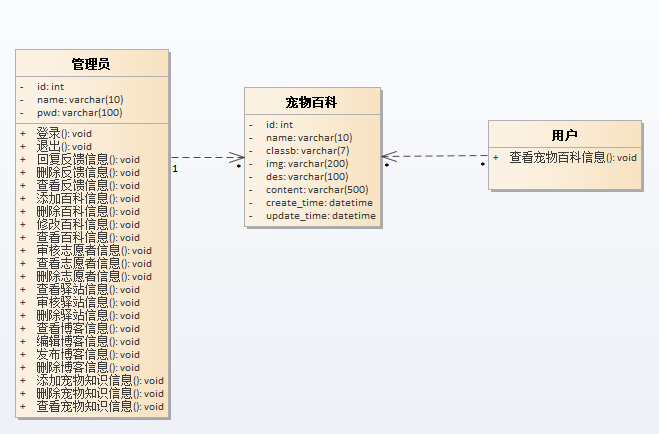 管理员
- id: int
- name: varchar(10)
- pwd: varchar(100)
+ 登录(): void
+ 退出(): void
+ 回复反馈信息(): void
+ 删除反馈信息(): void
+ 查看反馈信息(): void
+ 添加百科信息(): void
+ 删除百科信息(): void
+ 修改百科信息(): void
+ 查看百科信息(): void
+ 审核志愿者信息(): void
+ 查看志愿者信息(): void
+ 删除志愿者信息(): void
+ 查看驿站信息(): void
+ 审核驿站信息(): void
+ 删除驿站信息(): void
+ 查看博客信息(): void
+ 编辑博客信息(): void
+ 发布博客信息(): void
+ 删除博客信息(): void
+ 添加宠物知识信息(): void
+ 删除宠物知识信息(): void
+ 查看宠物知识信息(): void
1
*
宠物百科
- id: int
- name: varchar(10)
- classb: varchar(7)
- img: varchar(200)
- des: varchar(100)
- content: varchar(500)
- create_time: datetime
- update_time: datetime
*
*
用户
+ 查看宠物百科信息(): void